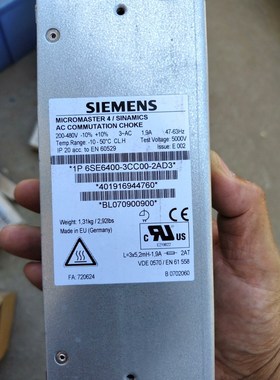 SIEMENS
MICROMASTER 4 / SINAMICS
AC COMMUTATION CHOKE
200-480V -10% +10% 3~AC 1.9A 47-63Hz
Temp.Range: -10 - 50°C CL.H Test Voltage: 5000V
IP 20 acc. to EN 60529 Issue: E 002
*1P 6SE6400-3CC00-2AD3*
*401916944760*
*BL070900900*
Weight: 1,31kg / 2,92lbs
Made in EU (Germany)
c RU us
L=3x5,2mH-1,9A 2A7
VDE 0570 / EN 61 558
FA: 720624
B 0702060